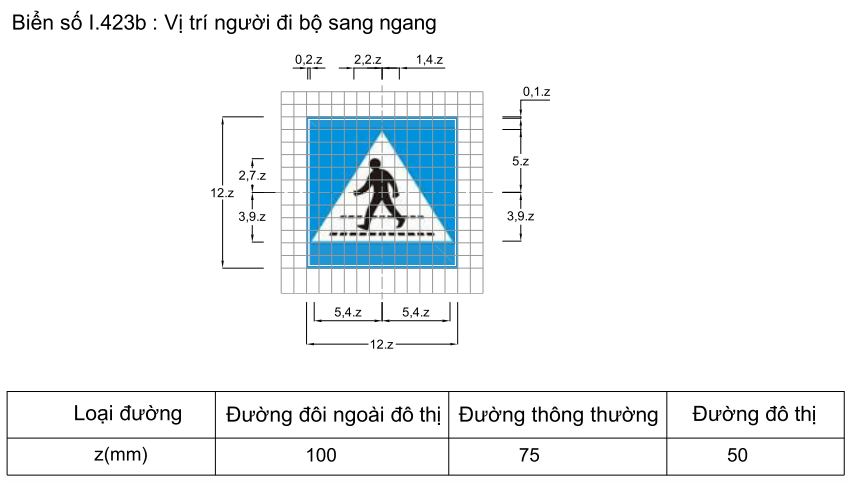 Biển số I.423b : Vị trí người đi bộ sang ngang
0,2.z 2,2.z 1,4.z
0,1.z
5.z
2,7.z
12.z
3,9.z 3,9.z
5,4.z 5,4.z
12.z
Loại đường Đường đôi ngoài đô thị Đường thông thường Đường đô thị
z(mm) 100 75 50